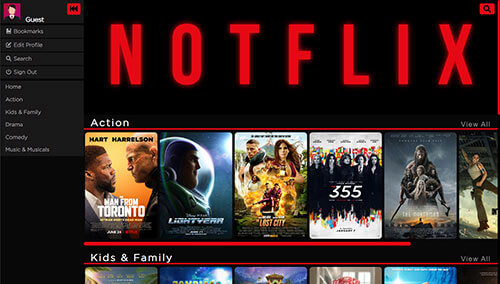 Guest
Bookmarks
Edit Profile
Search
Sign Out
Home
Action
Kids & Family
Drama
Comedy
Music & Musicals
NOTFLIX
Action
View All
HART HARRELSON
THE
MAN FROM
TORONTO
JUNE 24
LIGHTYEAR
THE
LOST CITY
THE
355
JANUARY 7
THE NORTHMAN
Kids & Family
View All